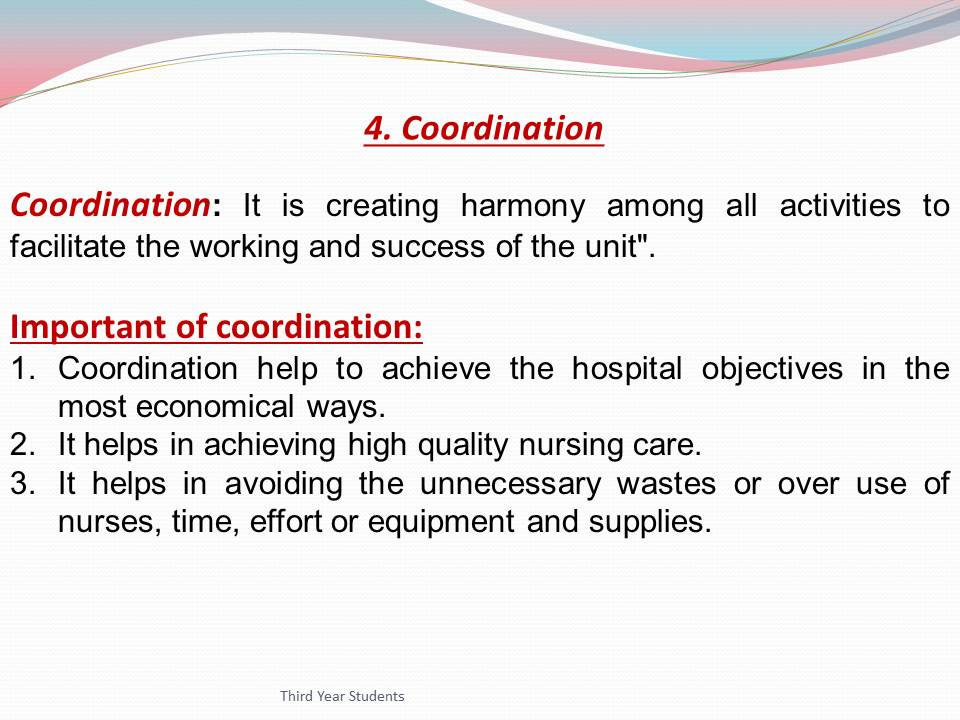 4. Coordination
Coordination: It is creating harmony among all activities to
facilitate the working and success of the unit".
Important of coordination:
1. Coordination help to achieve the hospital objectives in the
most economical ways.
2. It helps in achieving high quality nursing care.
3. It helps in avoiding the unnecessary wastes or over use of
nurses, time, effort or equipment and supplies.
Third Year Students